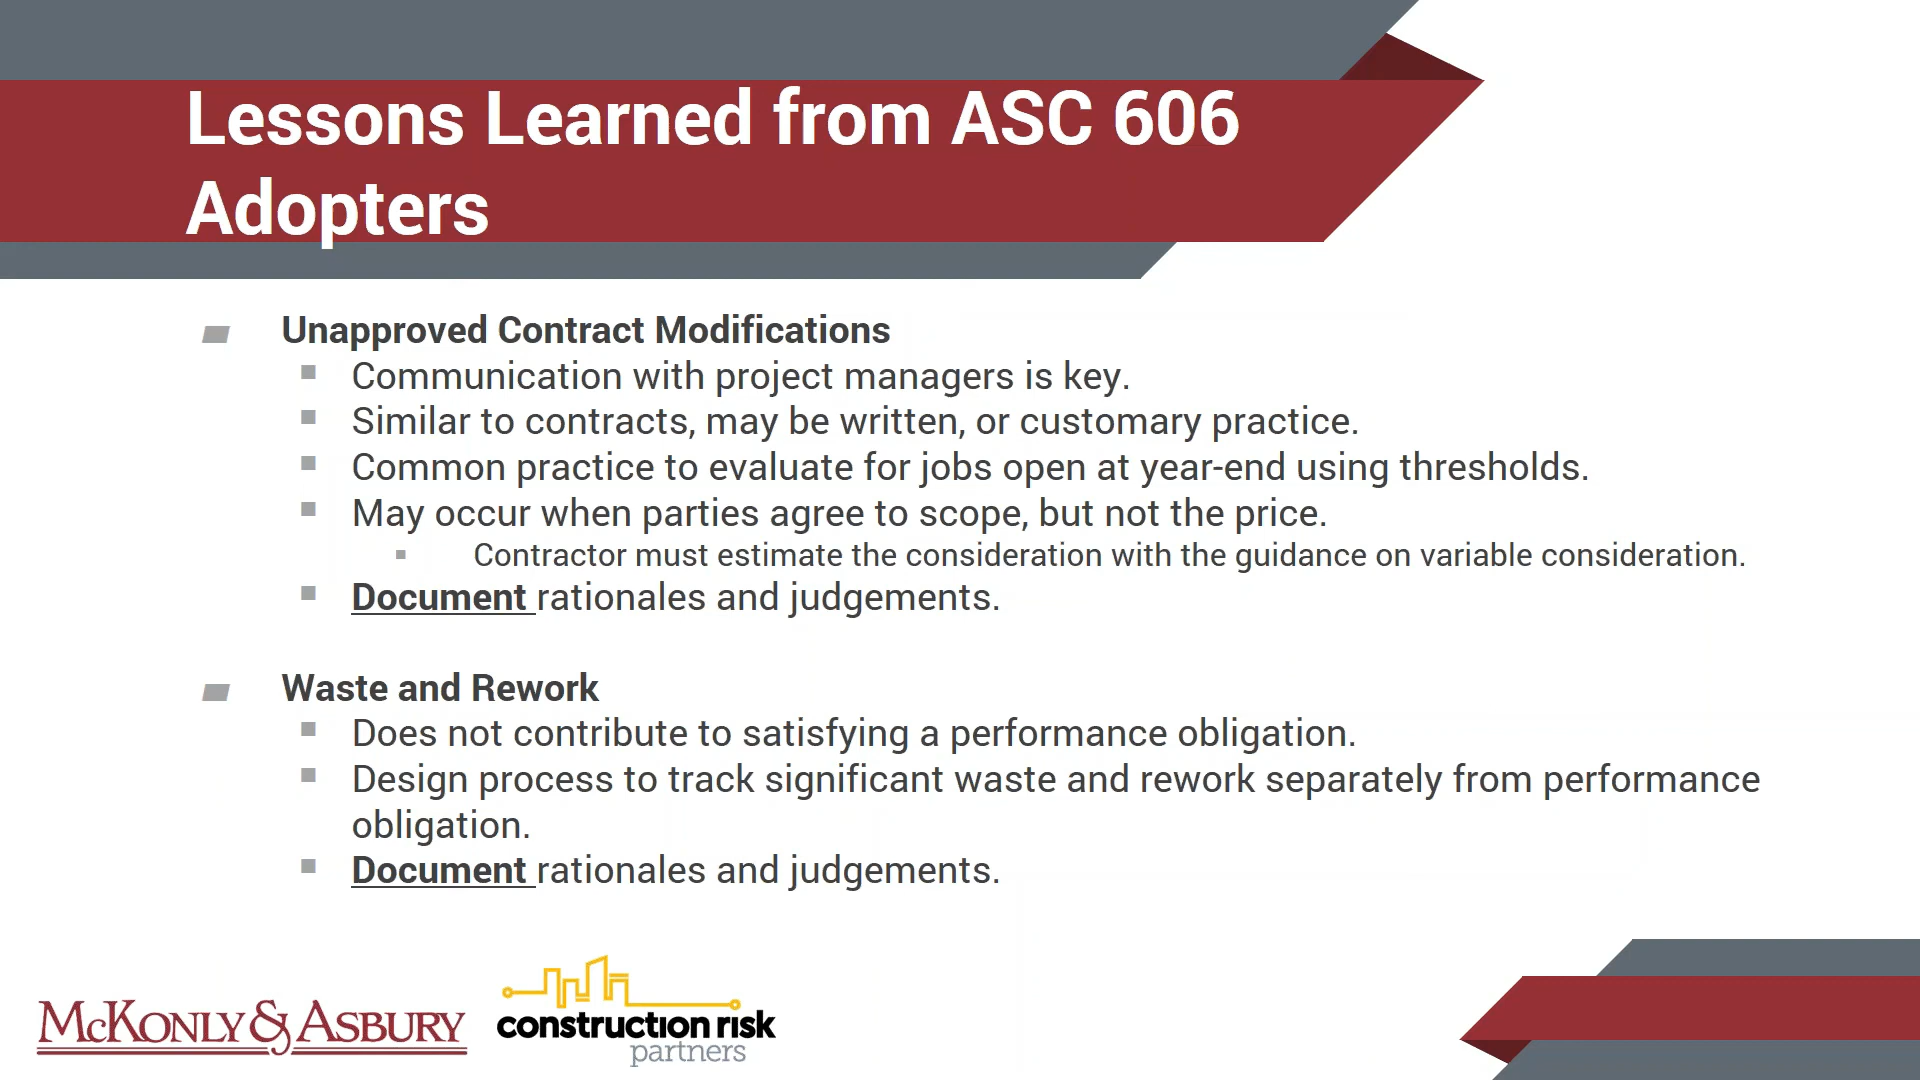 Lessons Learned from ASC 606
Adopters
Unapproved Contract Modifications
Communication with project managers is key.
Similar to contracts, may be written, or customary practice.
Common practice to evaluate for jobs open at year-end using thresholds.
May occur when parties agree to scope, but not the price.
Contractor must estimate the consideration with the guidance on variable consideration.
Document rationales and judgements.
Waste and Rework
Does not contribute to satisfying a performance obligation.
Design process to track significant waste and rework separately from performance
obligation.
Document rationales and judgements.
McKonly & Asbury
construction risk
partners